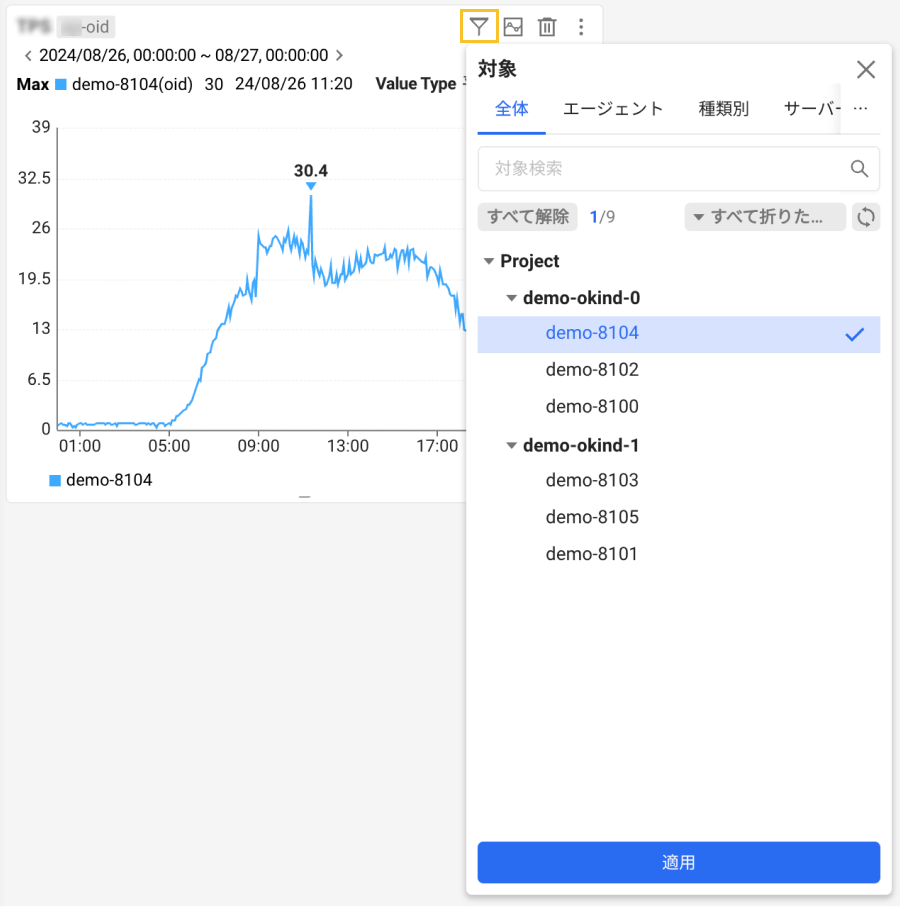 TPS -oid
2024/08/26, 00:00:00 ~ 08/27, 00:00:00
Max demo-8104(oid) 30 24/08/26 11:20 Value Type
39
32.5
26
19.5
13
6.5
0
30.4
01:00 05:00 09:00 13:00 17:00
demo-8104
対象
全体 エージェント 種類別 サーバー ...
対象検索
すべて解除 1/9 すべて折りた...
Project
demo-okind-0
demo-8104
demo-8102
demo-8100
demo-okind-1
demo-8103
demo-8105
demo-8101
適用